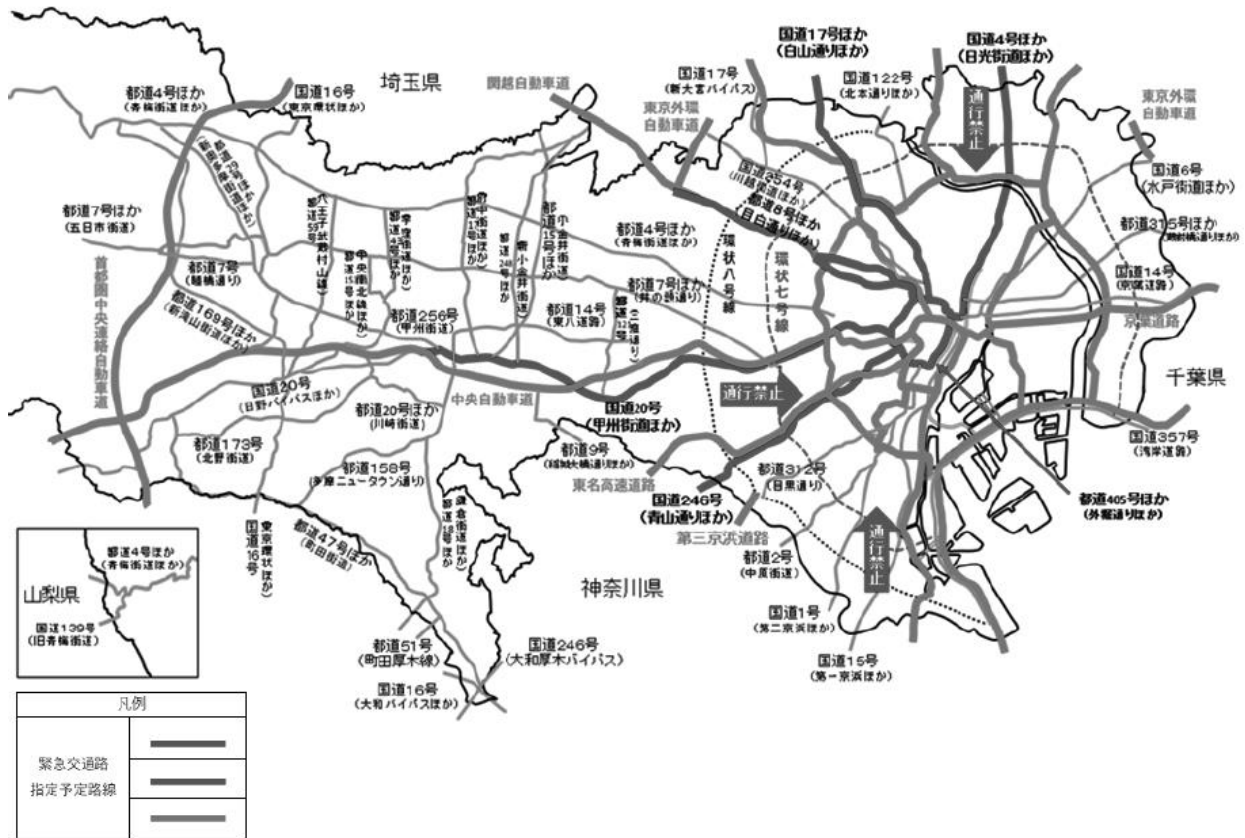 国道17号ほか
(白山通りほか)
国道4号ほか
(日光街道ほか)
埼玉県
関越自動車道
国道17号
(新大宮バイパス)
国道122号
(北本通りほか)
通行禁止
東京外環
自動車道
東京外環
自動車道
都道4号ほか
(青梅街道ほか)
国道16号
(東京環状ほか)
国道6号
(水戸街道ほか)
都道7号ほか
(五日市街道)
国道254号
(川越街道ほか)
都道8号ほか
(目白通りほか)
都道4号ほか
(青梅街道ほか)
環状八号線
環状七号線
都道315号ほか
国道14号
(京葉道路)
京葉道路
都道7号
(睦橋通り)
首都圏中央連絡自動車道
都道169号ほか
(新滝山街道ほか)
都道256号
(甲州街道)
都道14号
(東八道路)
都道7号ほか
(井の頭通り)
千葉県
国道20号
(日野バイパスほか)
都道20号ほか
(川崎街道)
中央自動車道
国道20号
(甲州街道ほか)
通行禁止
国道357号
(湾岸道路)
都道173号
(北野街道)
都道158号
(多摩ニュータウン通り)
都道9号
(稲城大橋通りほか)
東名高速道路
国道246号
(青山通りほか)
都道312号
(目黒通り)
都道405号ほか
(外堀通りほか)
国道16号
(東京環状ほか)
都道47号ほか
(町田街道)
鎌倉街道ほか
都道18号ほか
第三京浜道路
都道2号
(中原街道)
通行禁止
神奈川県
国道1号
(第二京浜ほか)
国道15号
(第一京浜ほか)
都道4号ほか
(青梅街道ほか)
山梨県
国道139号
(旧青梅街道)
都道51号
(町田厚木線)
国道246号
(大和厚木バイパス)
国道16号
(大和バイパスほか)
凡例
緊急交通路
指定予定路線